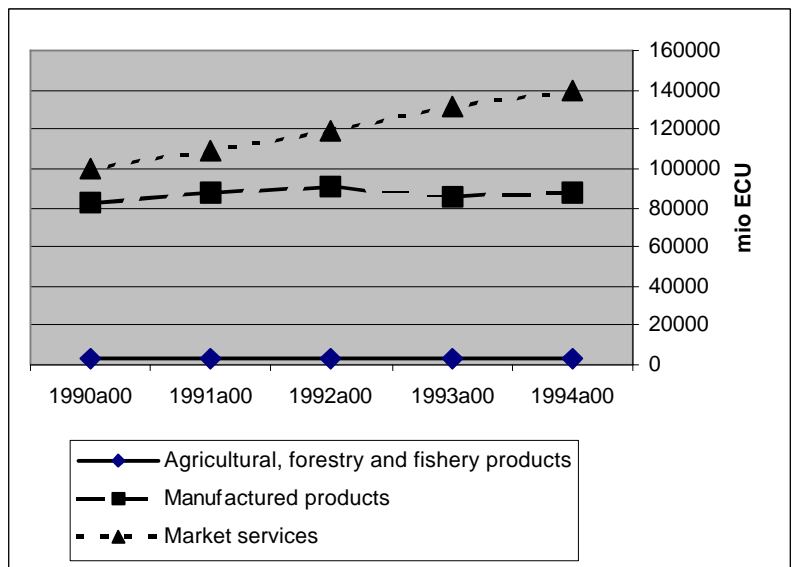 160000
140000
120000
100000
80000
60000
40000
20000
0
mio ECU
1990a00 1991a00 1992a00 1993a00 1994a00
Agricultural, forestry and fishery products
Manufactured products
Market services